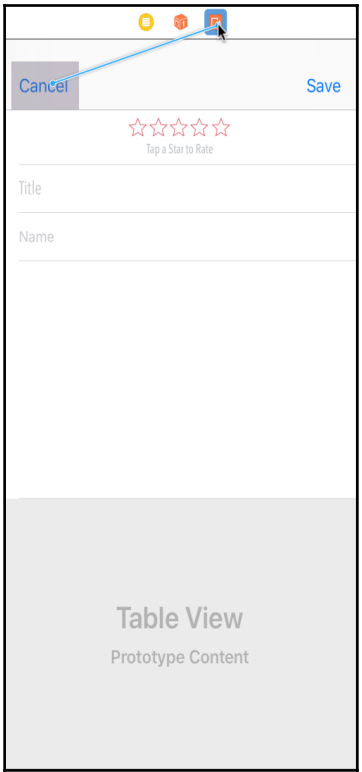 Cancel
Save
Tap a Star to Rate
Title
Name
Table View
Prototype Content